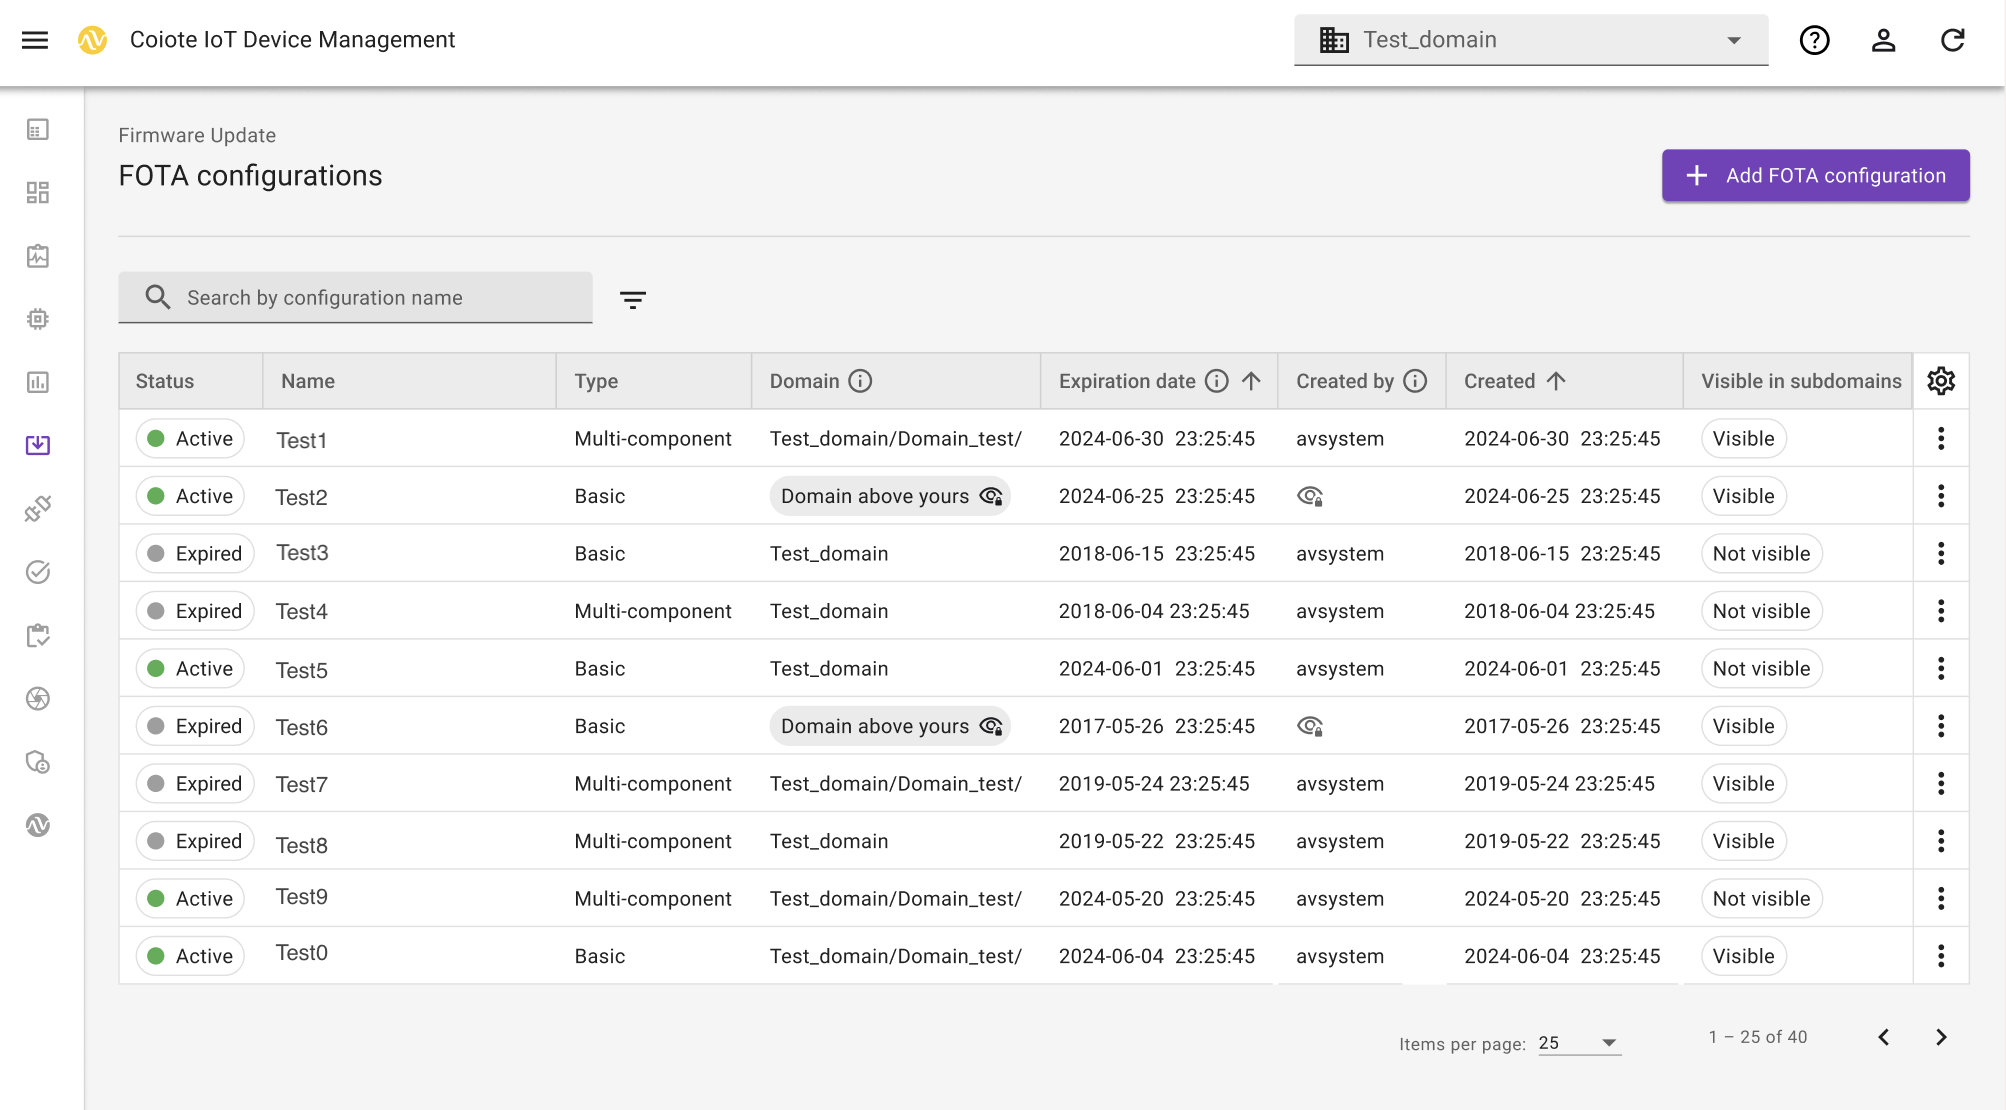 Coiote IoT Device Management
Test_domain
Firmware Update
FOTA configurations
Add FOTA configuration
Search by configuration name
Status Name Type Domain Expiration date Created by Created Visible in subdomains
Active Test1 Multi-component Test_domain/Domain_test/ 2024-06-30 23:25:45 avsystem 2024-06-30 23:25:45 Visible
Active Test2 Basic Domain above yours 2024-06-25 23:25:45 2024-06-25 23:25:45 Visible
Expired Test3 Basic Test_domain 2018-06-15 23:25:45 avsystem 2018-06-15 23:25:45 Not visible
Expired Test4 Multi-component Test_domain 2018-06-04 23:25:45 avsystem 2018-06-04 23:25:45 Not visible
Active Test5 Basic Test_domain 2024-06-01 23:25:45 avsystem 2024-06-01 23:25:45 Not visible
Expired Test6 Basic Domain above yours 2017-05-26 23:25:45 2017-05-26 23:25:45 Visible
Expired Test7 Multi-component Test_domain/Domain_test/ 2019-05-24 23:25:45 avsystem 2019-05-24 23:25:45 Visible
Expired Test8 Multi-component Test_domain 2019-05-22 23:25:45 avsystem 2019-05-22 23:25:45 Visible
Active Test9 Multi-component Test_domain/Domain_test/ 2024-05-20 23:25:45 avsystem 2024-05-20 23:25:45 Not visible
Active Test0 Basic Test_domain/Domain_test/ 2024-06-04 23:25:45 avsystem 2024-06-04 23:25:45 Visible
Items per page: 25 1 – 25 of 40